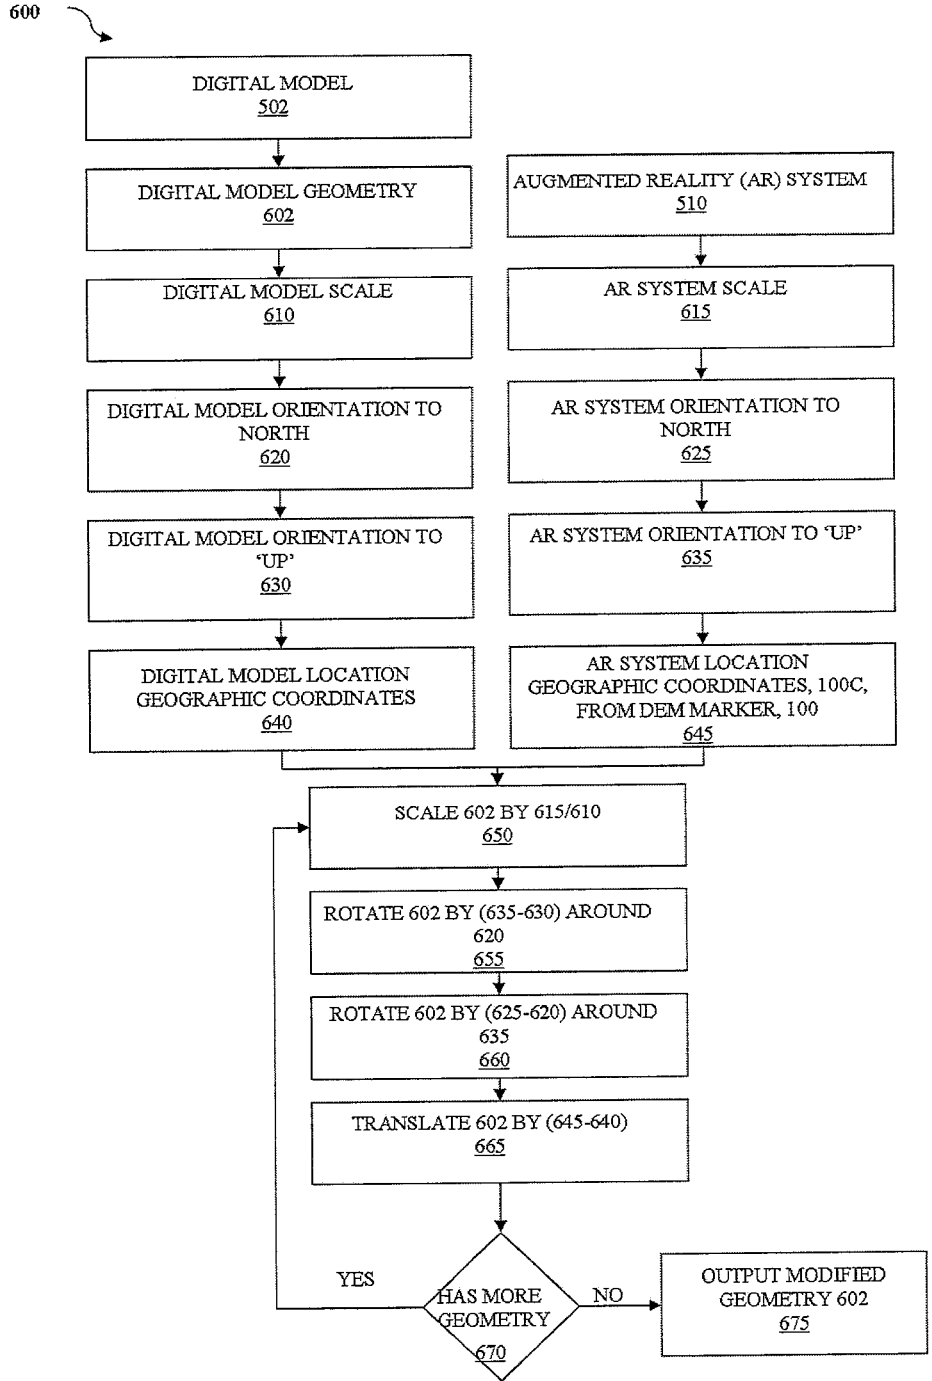 600
DIGITAL MODEL
502
DIGITAL MODEL GEOMETRY
602
DIGITAL MODEL SCALE
610
DIGITAL MODEL ORIENTATION TO
NORTH
620
DIGITAL MODEL ORIENTATION TO
‘UP’
630
DIGITAL MODEL LOCATION
GEOGRAPHIC COORDINATES
640
AUGMENTED REALITY (AR) SYSTEM
510
AR SYSTEM SCALE
615
AR SYSTEM ORIENTATION TO
NORTH
625
AR SYSTEM ORIENTATION TO ‘UP’
635
AR SYSTEM LOCATION
GEOGRAPHIC COORDINATES, 100C,
FROM DEM MARKER, 100
645
SCALE 602 BY 615/610
650
ROTATE 602 BY (635-630) AROUND
620
655
ROTATE 602 BY (625-620) AROUND
635
660
TRANSLATE 602 BY (645-640)
665
HAS MORE
GEOMETRY
670
YES
NO
OUTPUT MODIFIED
GEOMETRY 602
675